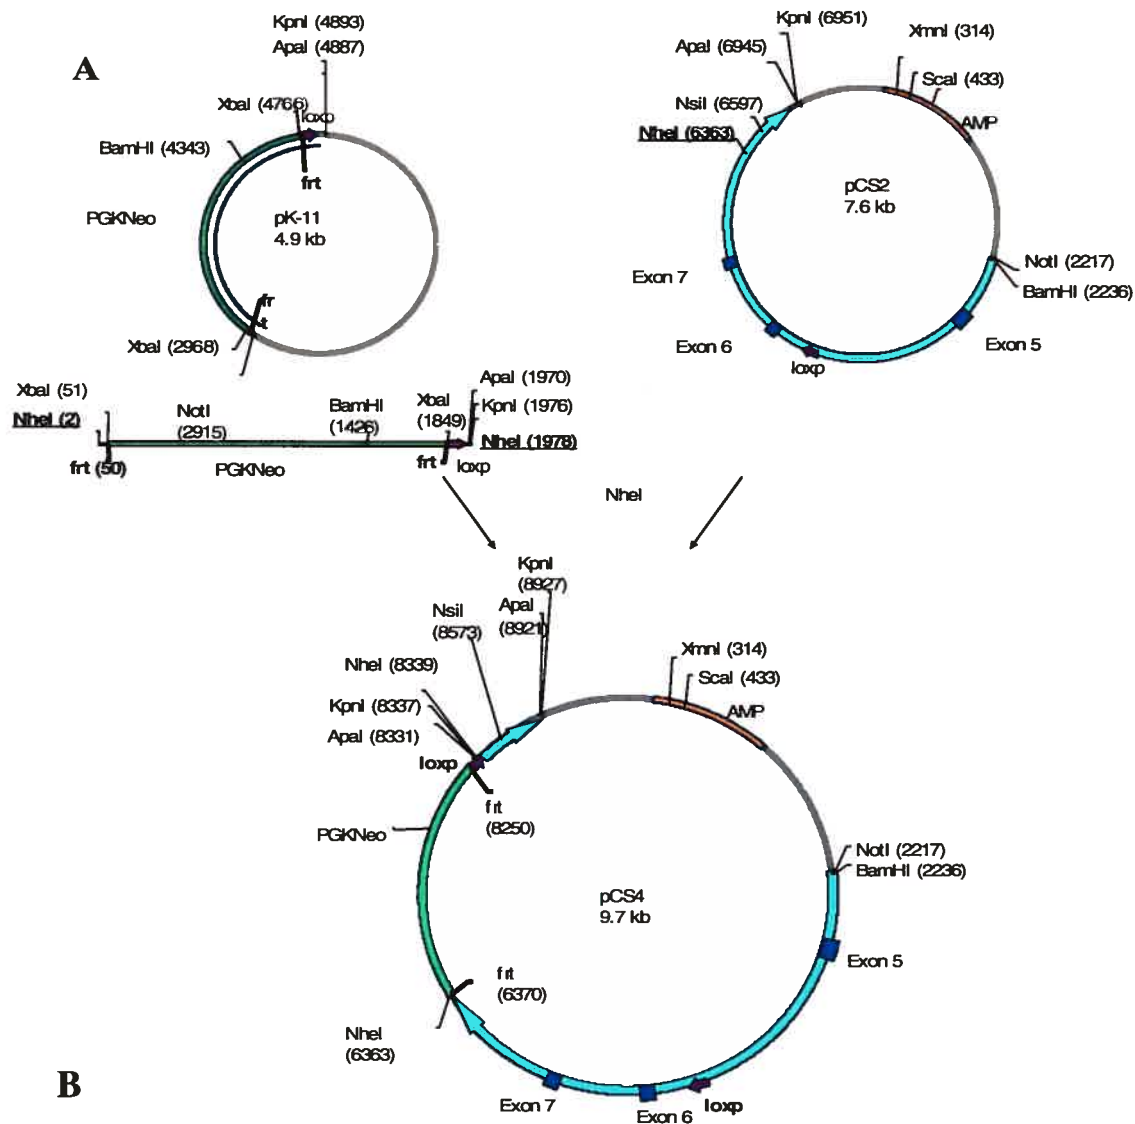 A
KpnI (4893)
ApaI (4887)
XbaI (4766)
loxp
BamHI (4343)
frt
PGKNeo
pK-11
4.9 kb
fr
t
XbaI (2968)
KpnI (6951)
ApaI (6945)
XmnI (314)
ScaI (433)
NsiI (6597)
NheI (6363)
AMP
pCS2
7.6 kb
NotI (2217)
BamHI (2236)
Exon 7
Exon 6
loxp
Exon 5
XbaI (51)
NheI (2)
NotI
(2915)
BamHI
(1426)
XbaI
(1849)
ApaI (1970)
KpnI (1976)
NheI (1978)
frt (50)
PGKNeo
frt
loxp
NheI
KpnI
(8927)
NsiI
(8573)
ApaI
(8921)
XmnI (314)
ScaI (433)
NheI (8339)
KpnI (8337)
ApaI (8331)
AMP
loxp
frt
(8250)
PGKNeo
NotI (2217)
BamHI (2236)
pCS4
9.7 kb
Exon 5
frt
(6370)
NheI
(6363)
B
Exon 7
Exon 6
loxp